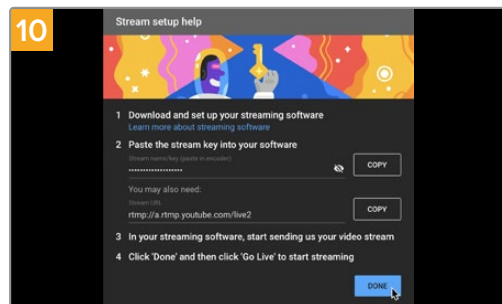 10
Stream setup help
1 Download and set up your streaming software
Learn more about streaming software
2 Paste the stream key into your software
Stream name/key (paste in encoder)
••••••••••••••••••• COPY
You may also need:
Stream URL
rtmp://a.rtmp.youtube.com/live2 COPY
3 In your streaming software, start sending us your video stream
4 Click 'Done' and then click 'Go Live' to start streaming
DONE